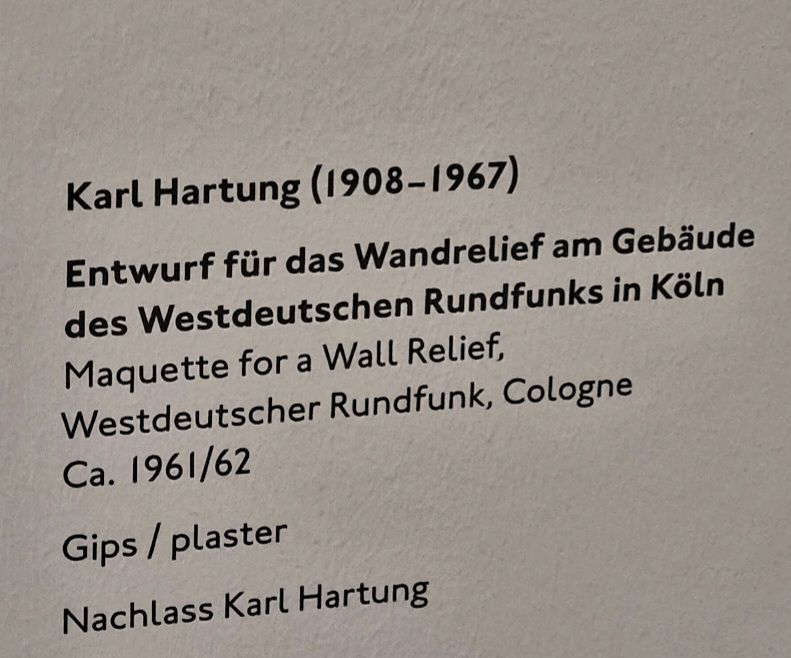 Karl Hartung (1908–1967)
Entwurf für das Wandrelief am Gebäude
des Westdeutschen Rundfunks in Köln
Maquette for a Wall Relief,
Westdeutscher Rundfunk, Cologne
Ca. 1961/62
Gips / plaster
Nachlass Karl Hartung